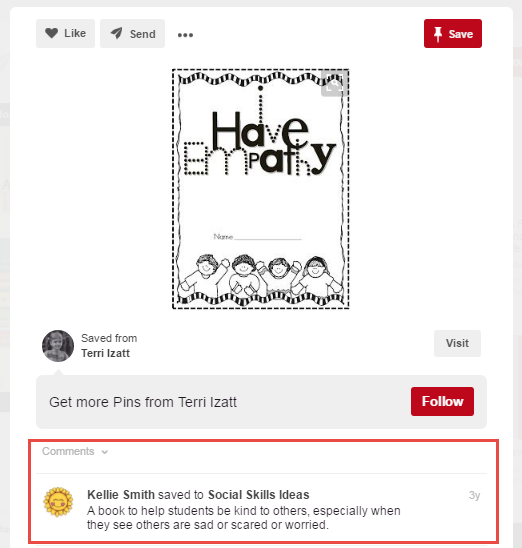 Like
Send
Save
I
Have
Empathy
Name
Saved from
Terri Izatt
Visit
Get more Pins from Terri Izatt
Follow
Comments
Kellie Smith saved to Social Skills Ideas 3y
A book to help students be kind to others, especially when
they see others are sad or scared or worried.